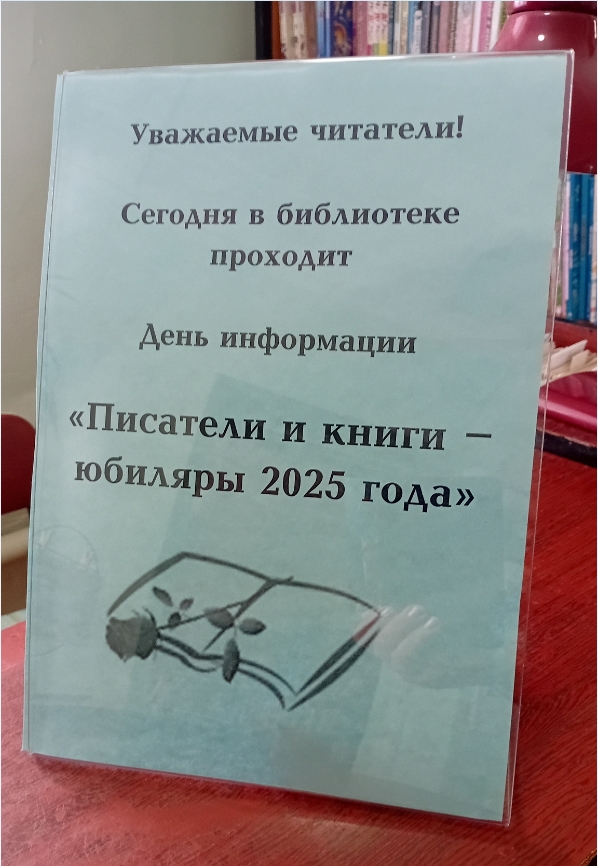 Уважаемые читатели!
Сегодня в библиотеке
проходит
День информации
«Писатели и книги –
юбиляры 2025 года»